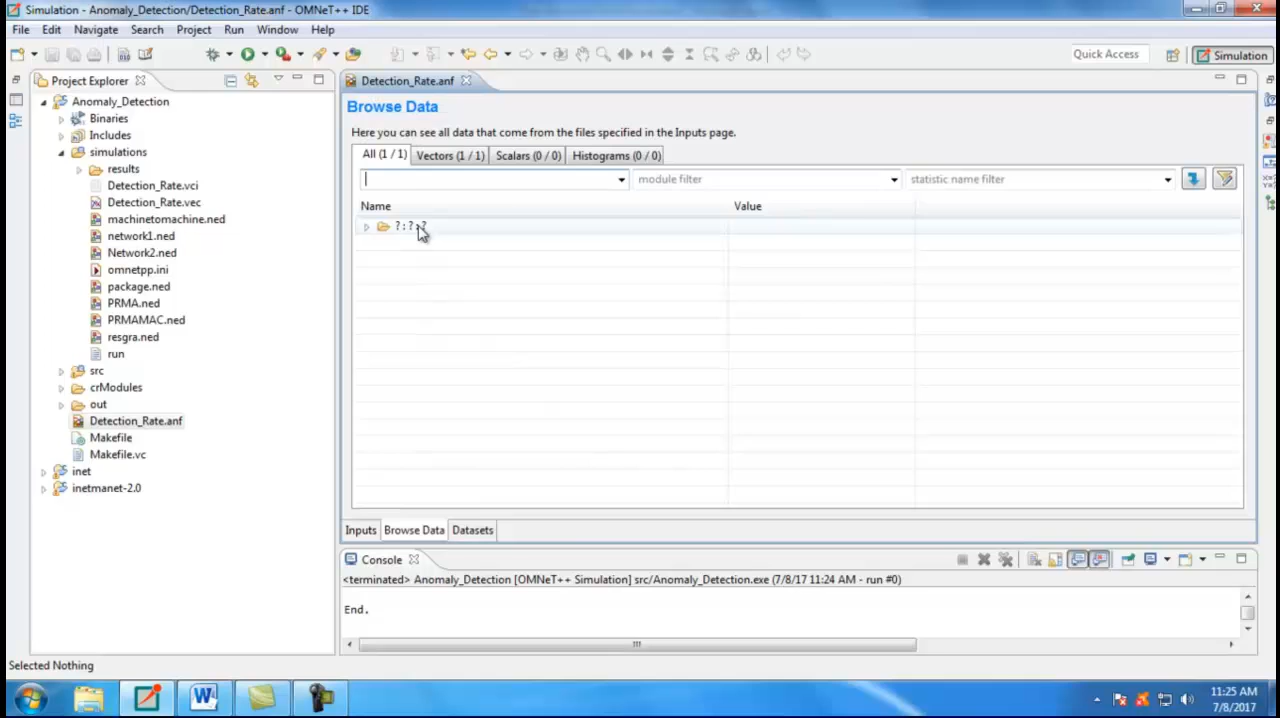 Simulation - Anomaly_Detection/Detection_Rate.anf - OMNeT++ IDE
File Edit Navigate Search Project Run Window Help
Quick Access
Simulation
Project Explorer
Anomaly_Detection
Binaries
Includes
simulations
results
Detection_Rate.vci
Detection_Rate.vec
machinetomachine.ned
network1.ned
Network2.ned
omnetpp.ini
package.ned
PRMA.ned
PRMAMAC.ned
resgra.ned
run
src
crModules
out
Detection_Rate.anf
Makefile
Makefile.vc
inet
inetmanet-2.0
Detection_Rate.anf
Browse Data
Here you can see all data that come from the files specified in the Inputs page.
All (1 / 1) Vectors (1 / 1) Scalars (0 / 0) Histograms (0 / 0)
module filter statistic name filter
Name Value
? : ? : ?
Inputs Browse Data Datasets
Console
<terminated> Anomaly_Detection [OMNeT++ Simulation] src/Anomaly_Detection.exe (7/8/17 11:24 AM - run #0)
End.
Selected Nothing
11:25 AM
7/8/2017